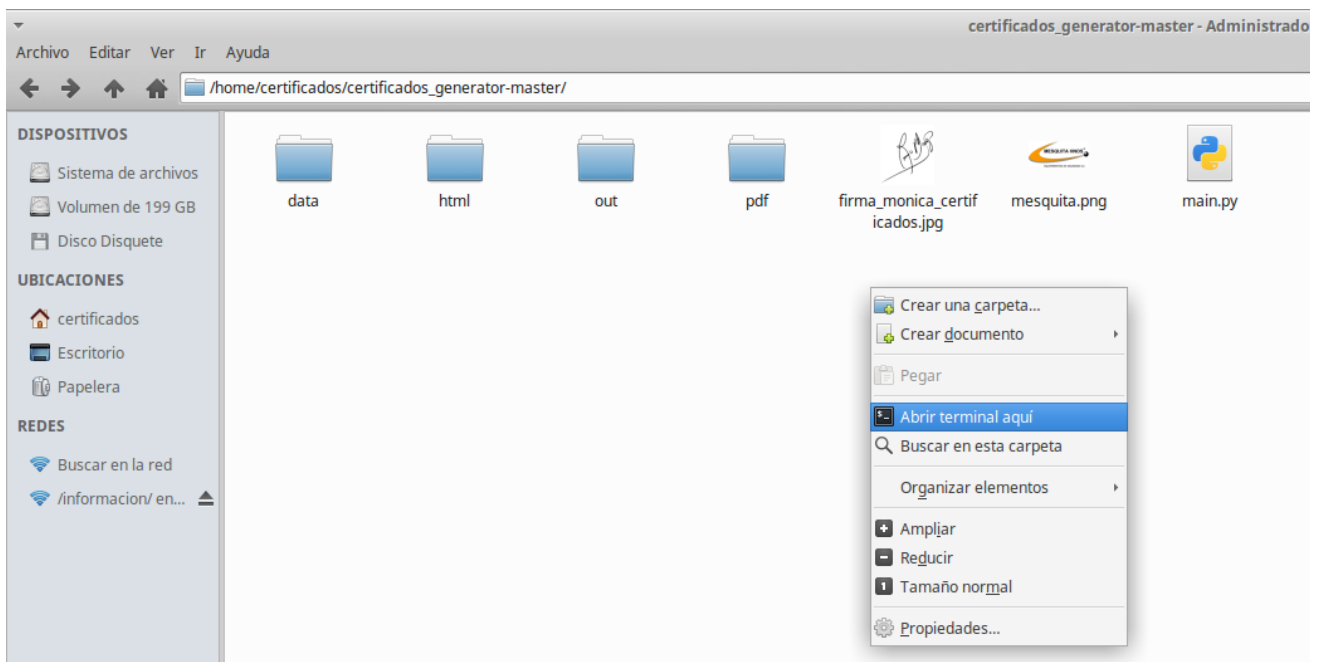 certificados_generator-master - Administrado
Archivo Editar Ver Ir Ayuda
/home/certificados/certificados_generator-master/
DISPOSITIVOS
Sistema de archivos
Volumen de 199 GB
Disco Disquete
UBICACIONES
certificados
Escritorio
Papelera
REDES
Buscar en la red
/informacion/ en...
data
html
out
pdf
firma_monica_certif
icados.jpg
MESQUITA HNOS
mesquita.png
main.py
Crear una carpeta...
Crear documento
Pegar
$_
Abrir terminal aquí
Buscar en esta carpeta
Organizar elementos
Ampliar
Reducir
1 Tamaño normal
Propiedades...